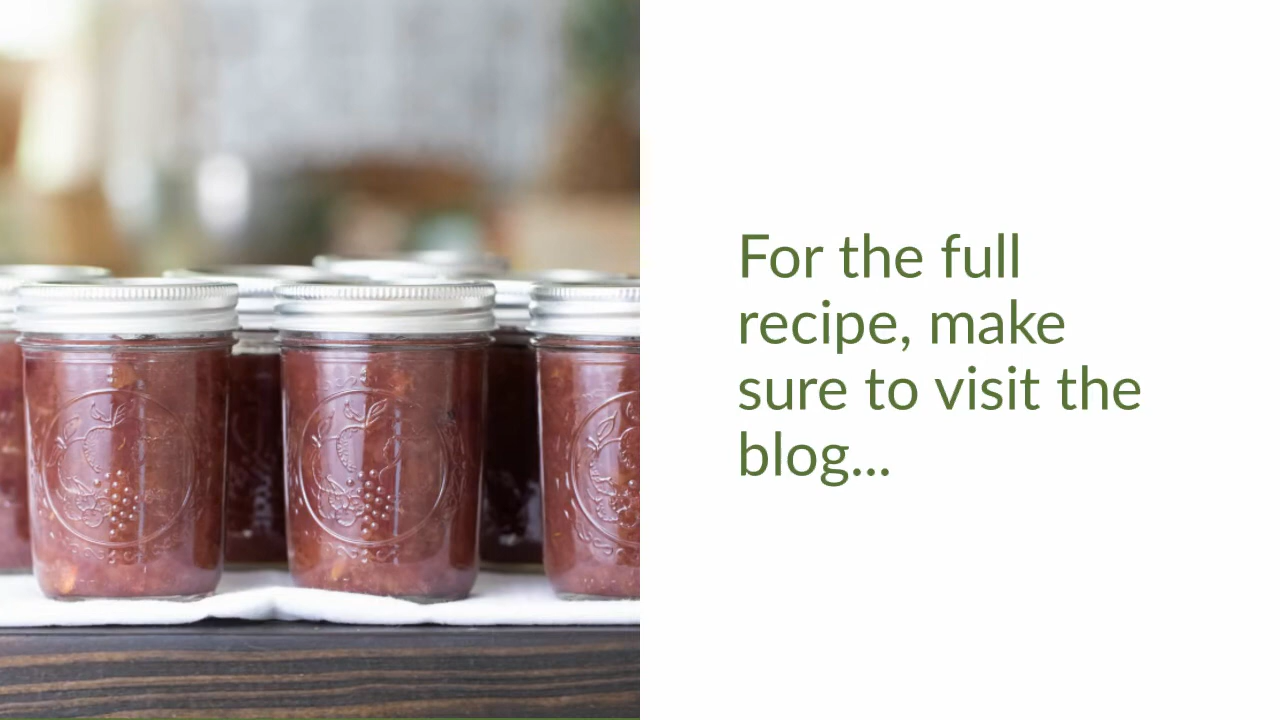 For the full
recipe, make
sure to visit the
blog...